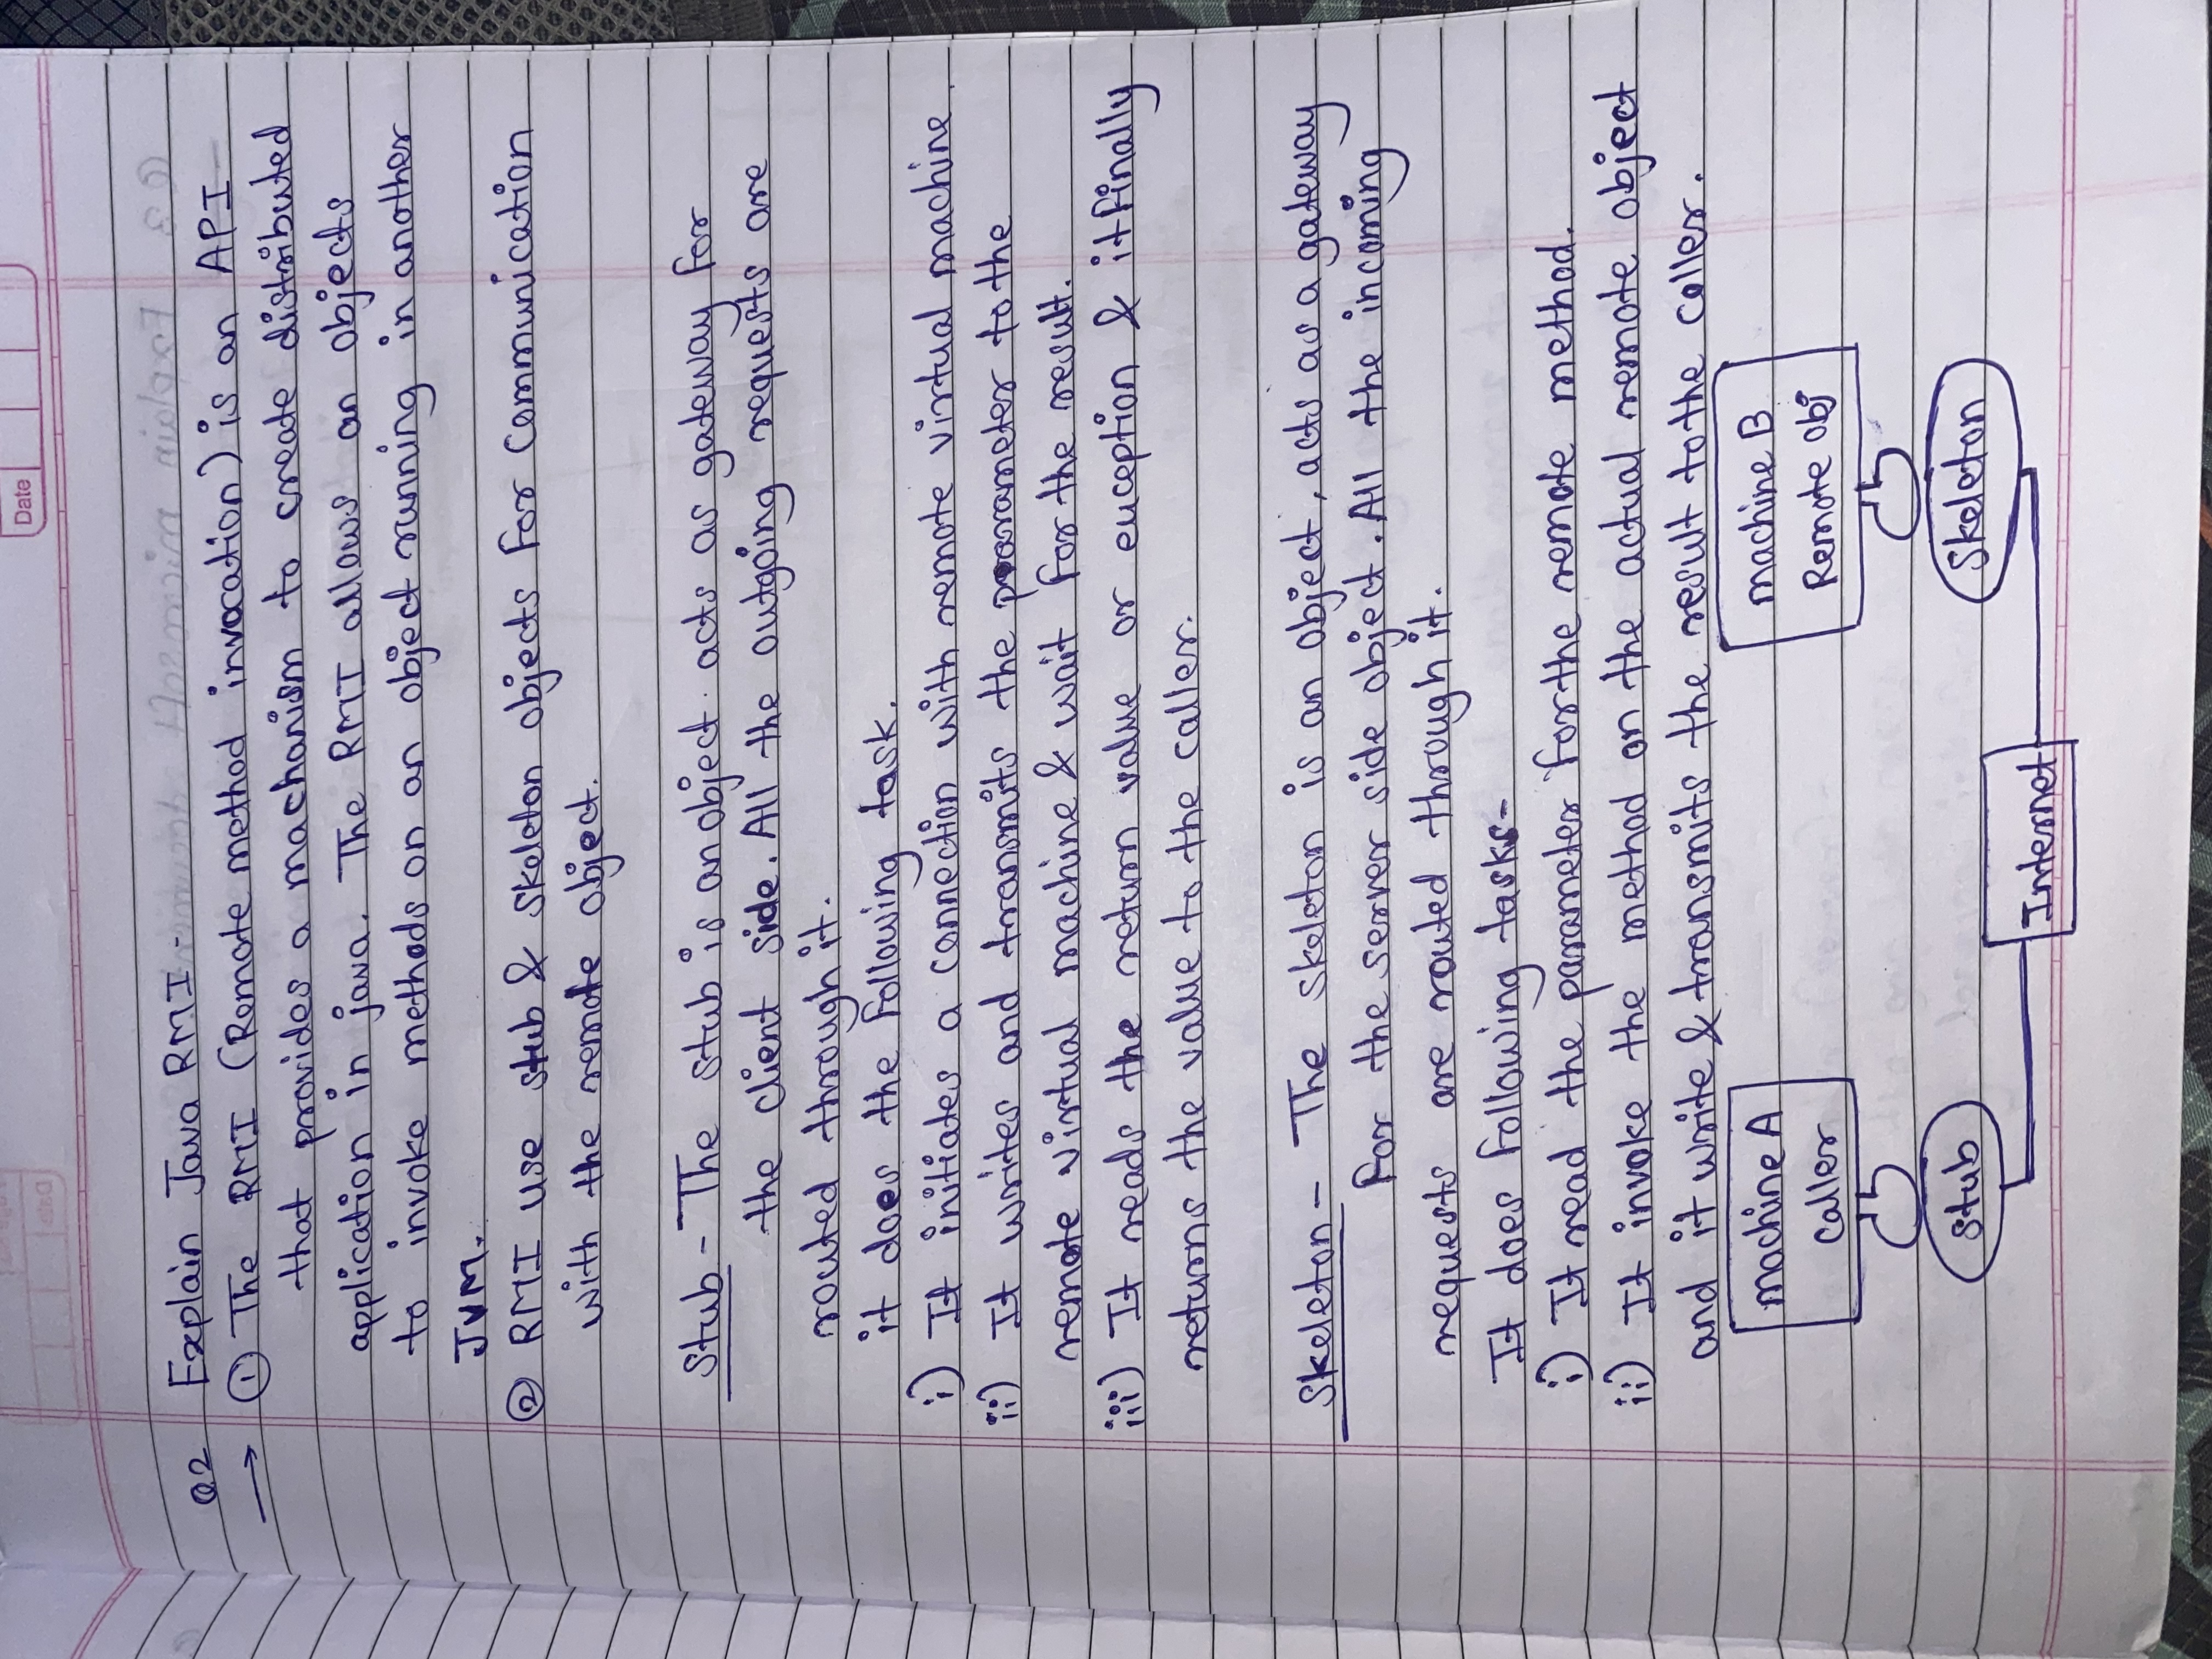 Date
Q2 Explain Java RMI -
→ ① The RMI (Remote method invocation) is an API
that provides a machanism to create distributed
application in java. The RMI allows an objects
to invoke methods on an object running in another
JVM.
② RMI use stub & skeleton objects for communication
with the remote object.
Stub - The stub is an object acts as gateway for
the client side. All the outgoing requests are
routed through it.
it does the following task.
i) It initiates a connection with remote virtual machine.
ii) It writes and transmits the parameter to the
remote virtual machine & wait for the result.
iii) It reads the return value or euception & it finally
returns the value to the caller.
Skeleton - The skeleton is an object, acts as a gateway
for the server side object. All the incoming
requests are routed through it.
It does following tasks-
i) It read the parameter for the remote method.
ii) It invoke the method on the actual remote object
and it write & transmits the result to the caller.
machine A machine B
caller Remote obj
stub Skeleton
Internet